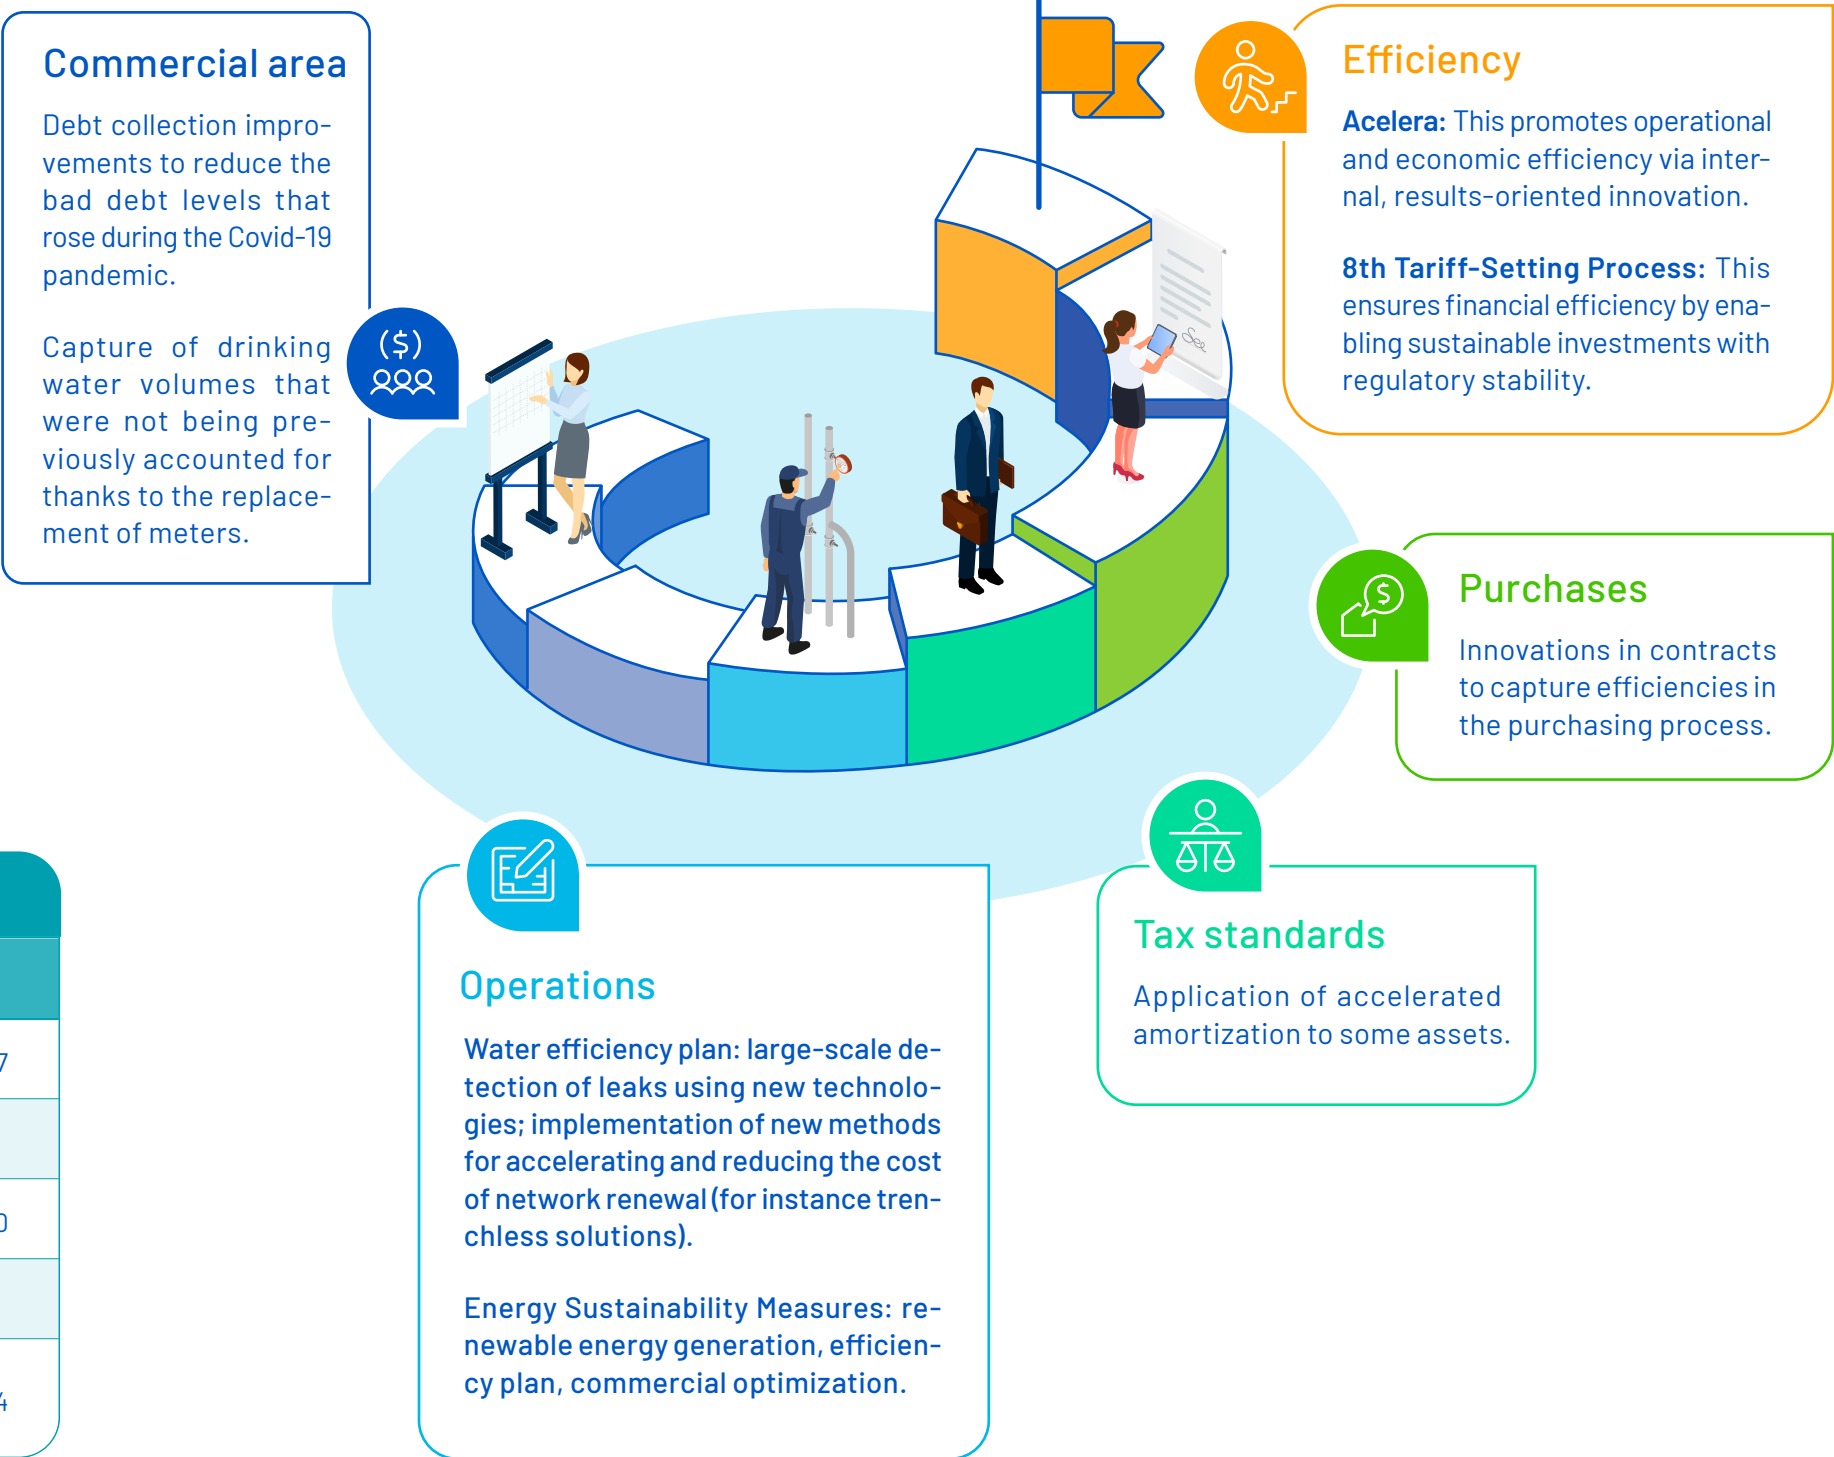 Commercial area
Debt collection impro-
vements to reduce the
bad debt levels that
rose during the Covid-19
pandemic.
Capture of drinking
water volumes that
were not being pre-
viously accounted for
thanks to the replace-
ment of meters.
($)
Efficiency
Acelera: This promotes operational
and economic efficiency via inter-
nal, results-oriented innovation.
8th Tariff-Setting Process: This
ensures financial efficiency by ena-
bling sustainable investments with
regulatory stability.
$
Purchases
Innovations in contracts
to capture efficiencies in
the purchasing process.
Tax standards
Application of accelerated
amortization to some assets.
Operations
Water efficiency plan: large-scale de-
tection of leaks using new technolo-
gies; implementation of new methods
for accelerating and reducing the cost
of network renewal (for instance tren-
chless solutions).
Energy Sustainability Measures: re-
newable energy generation, efficien-
cy plan, commercial optimization.
7
0
4